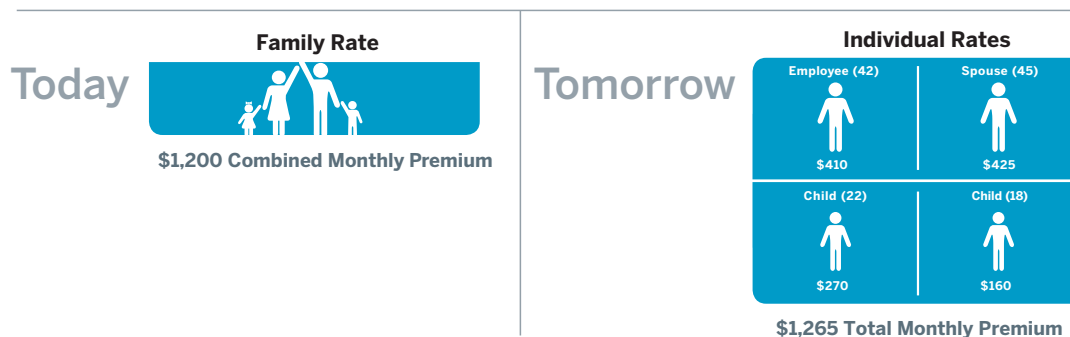 Today
Family Rate
$1,200 Combined Monthly Premium
Tomorrow
Individual Rates
Employee (42)
$410
Spouse (45)
$425
Child (22)
$270
Child (18)
$160
$1,265 Total Monthly Premium